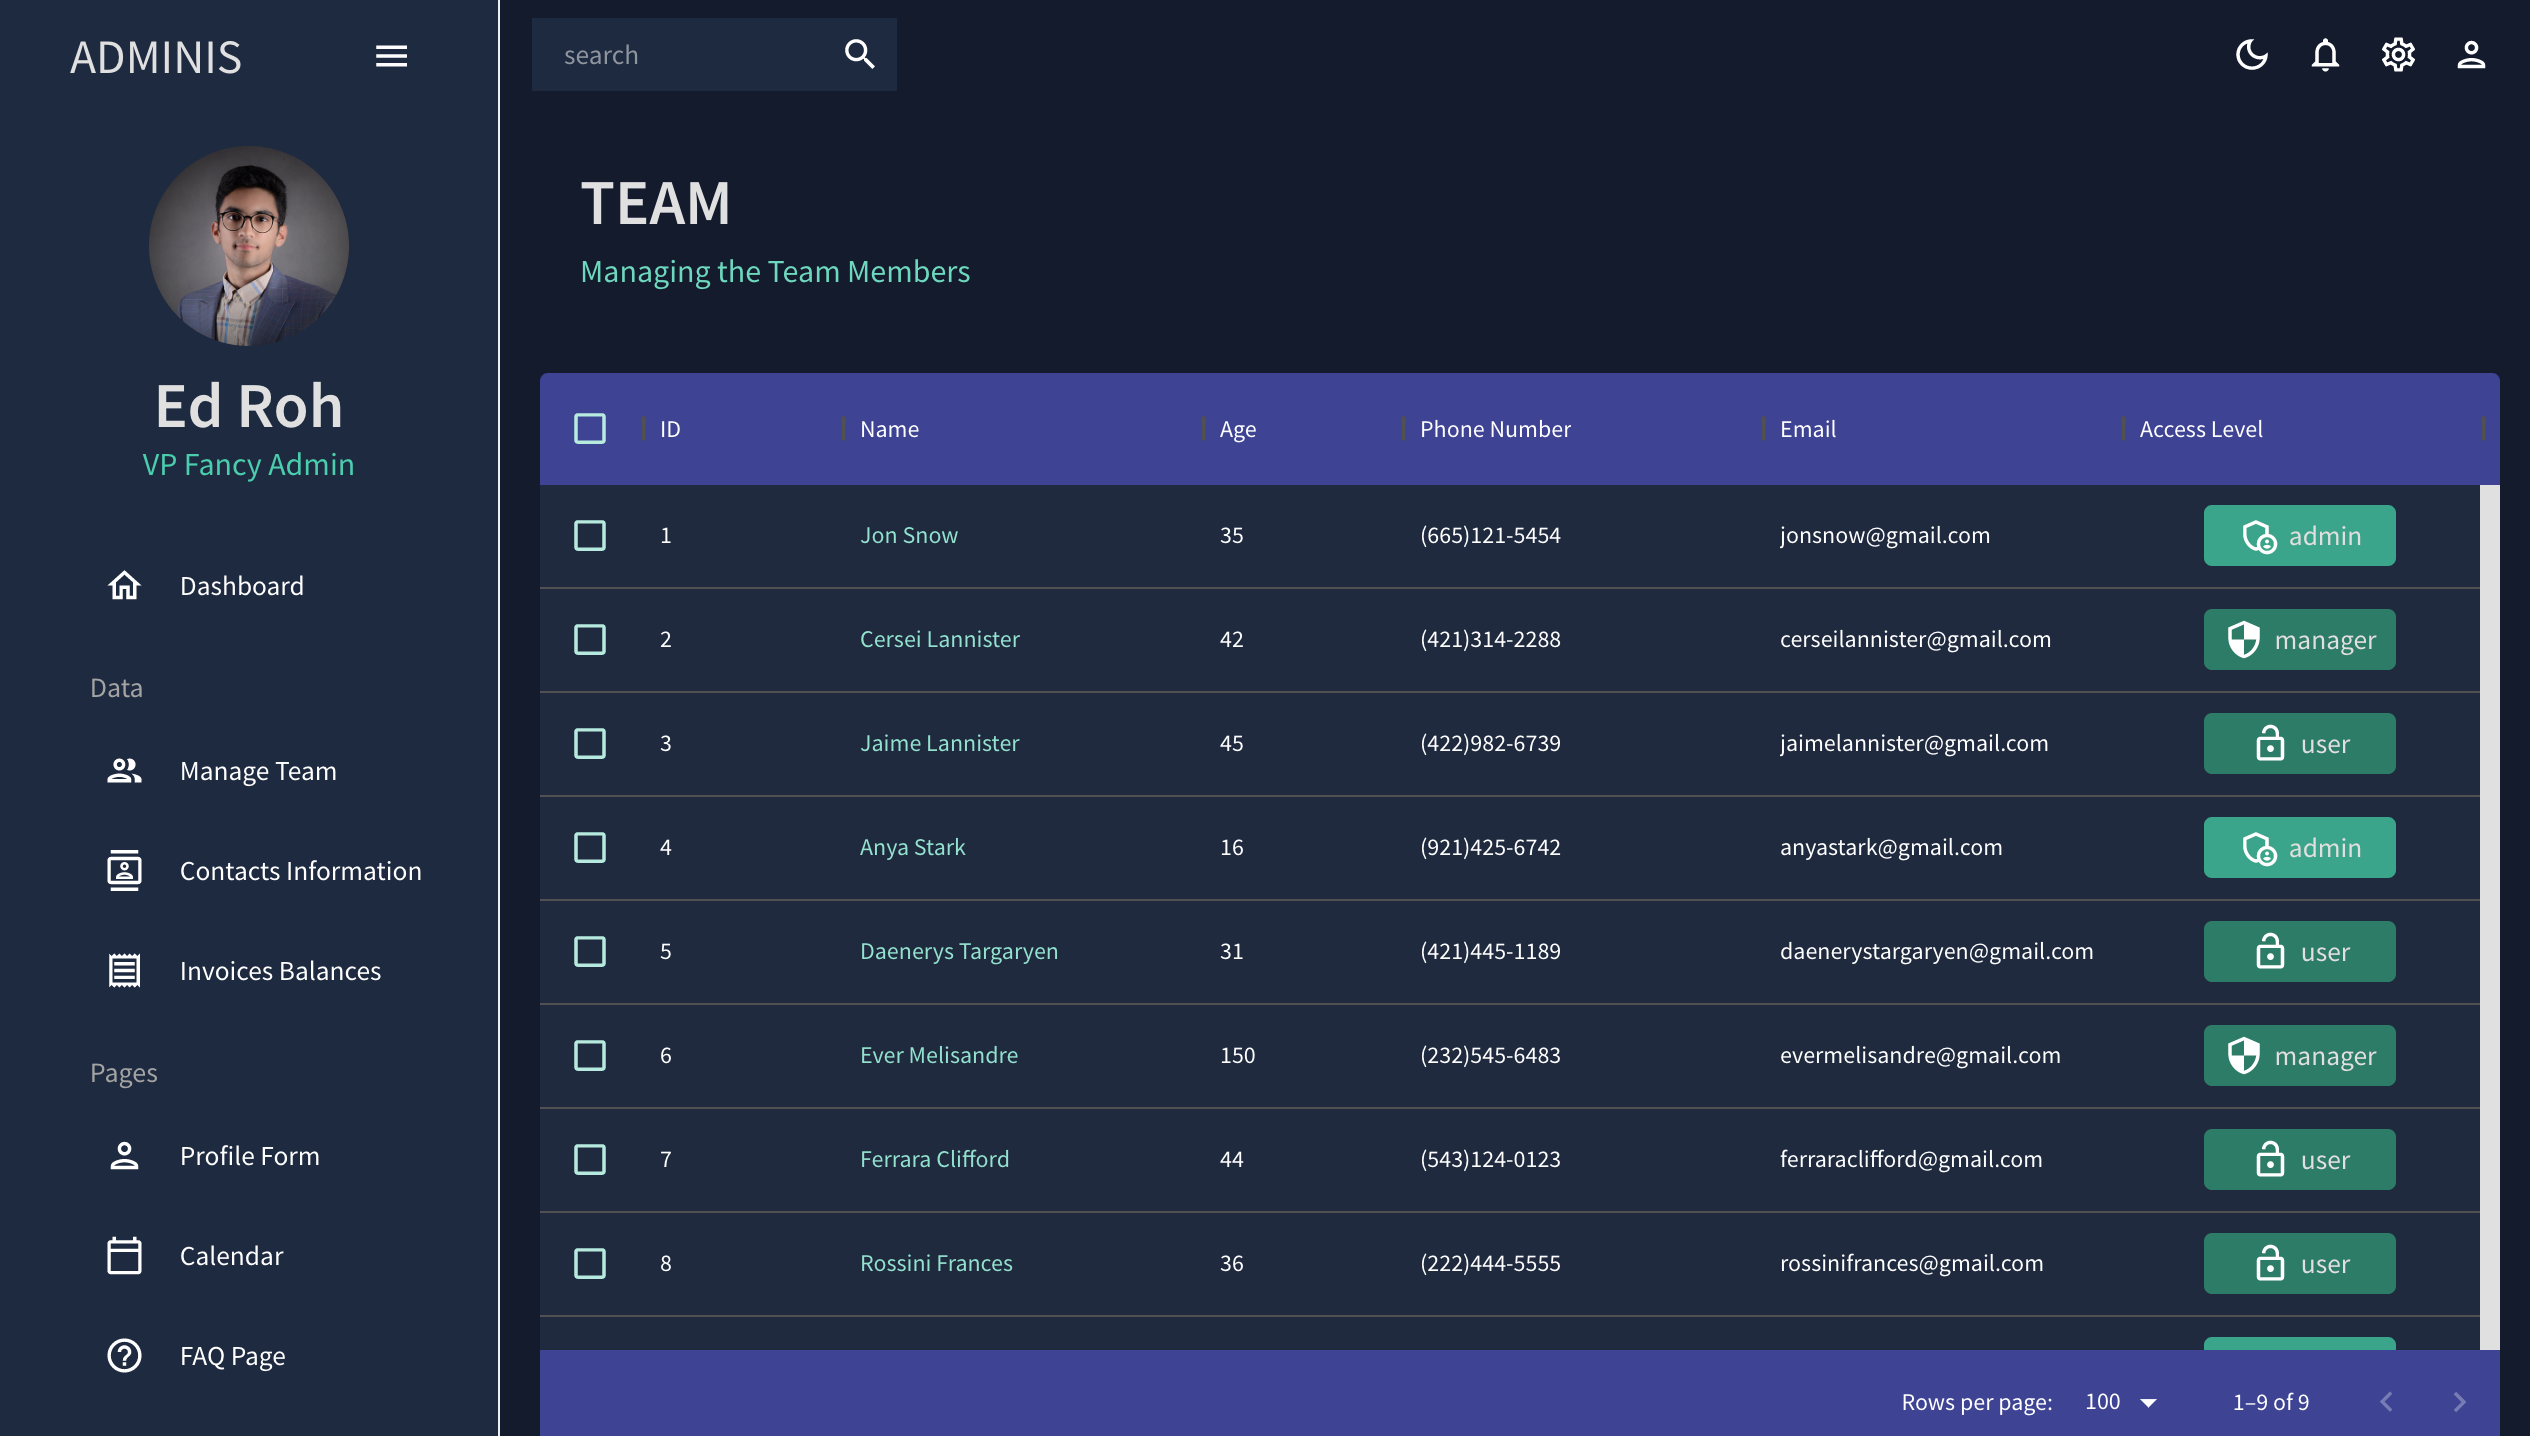 ADMINIS
search
Ed Roh
VP Fancy Admin
Dashboard
Data
Manage Team
Contacts Information
Invoices Balances
Pages
Profile Form
Calendar
FAQ Page
TEAM
Managing the Team Members
ID Name Age Phone Number Email Access Level
1 Jon Snow 35 (665)121-5454 jonsnow@gmail.com admin
2 Cersei Lannister 42 (421)314-2288 cerseilannister@gmail.com manager
3 Jaime Lannister 45 (422)982-6739 jaimelannister@gmail.com user
4 Anya Stark 16 (921)425-6742 anyastark@gmail.com admin
5 Daenerys Targaryen 31 (421)445-1189 daenerystargaryen@gmail.com user
6 Ever Melisandre 150 (232)545-6483 evermelisandre@gmail.com manager
7 Ferrara Clifford 44 (543)124-0123 ferraraclifford@gmail.com user
8 Rossini Frances 36 (222)444-5555 rossinifrances@gmail.com user
Rows per page: 100 1–9 of 9